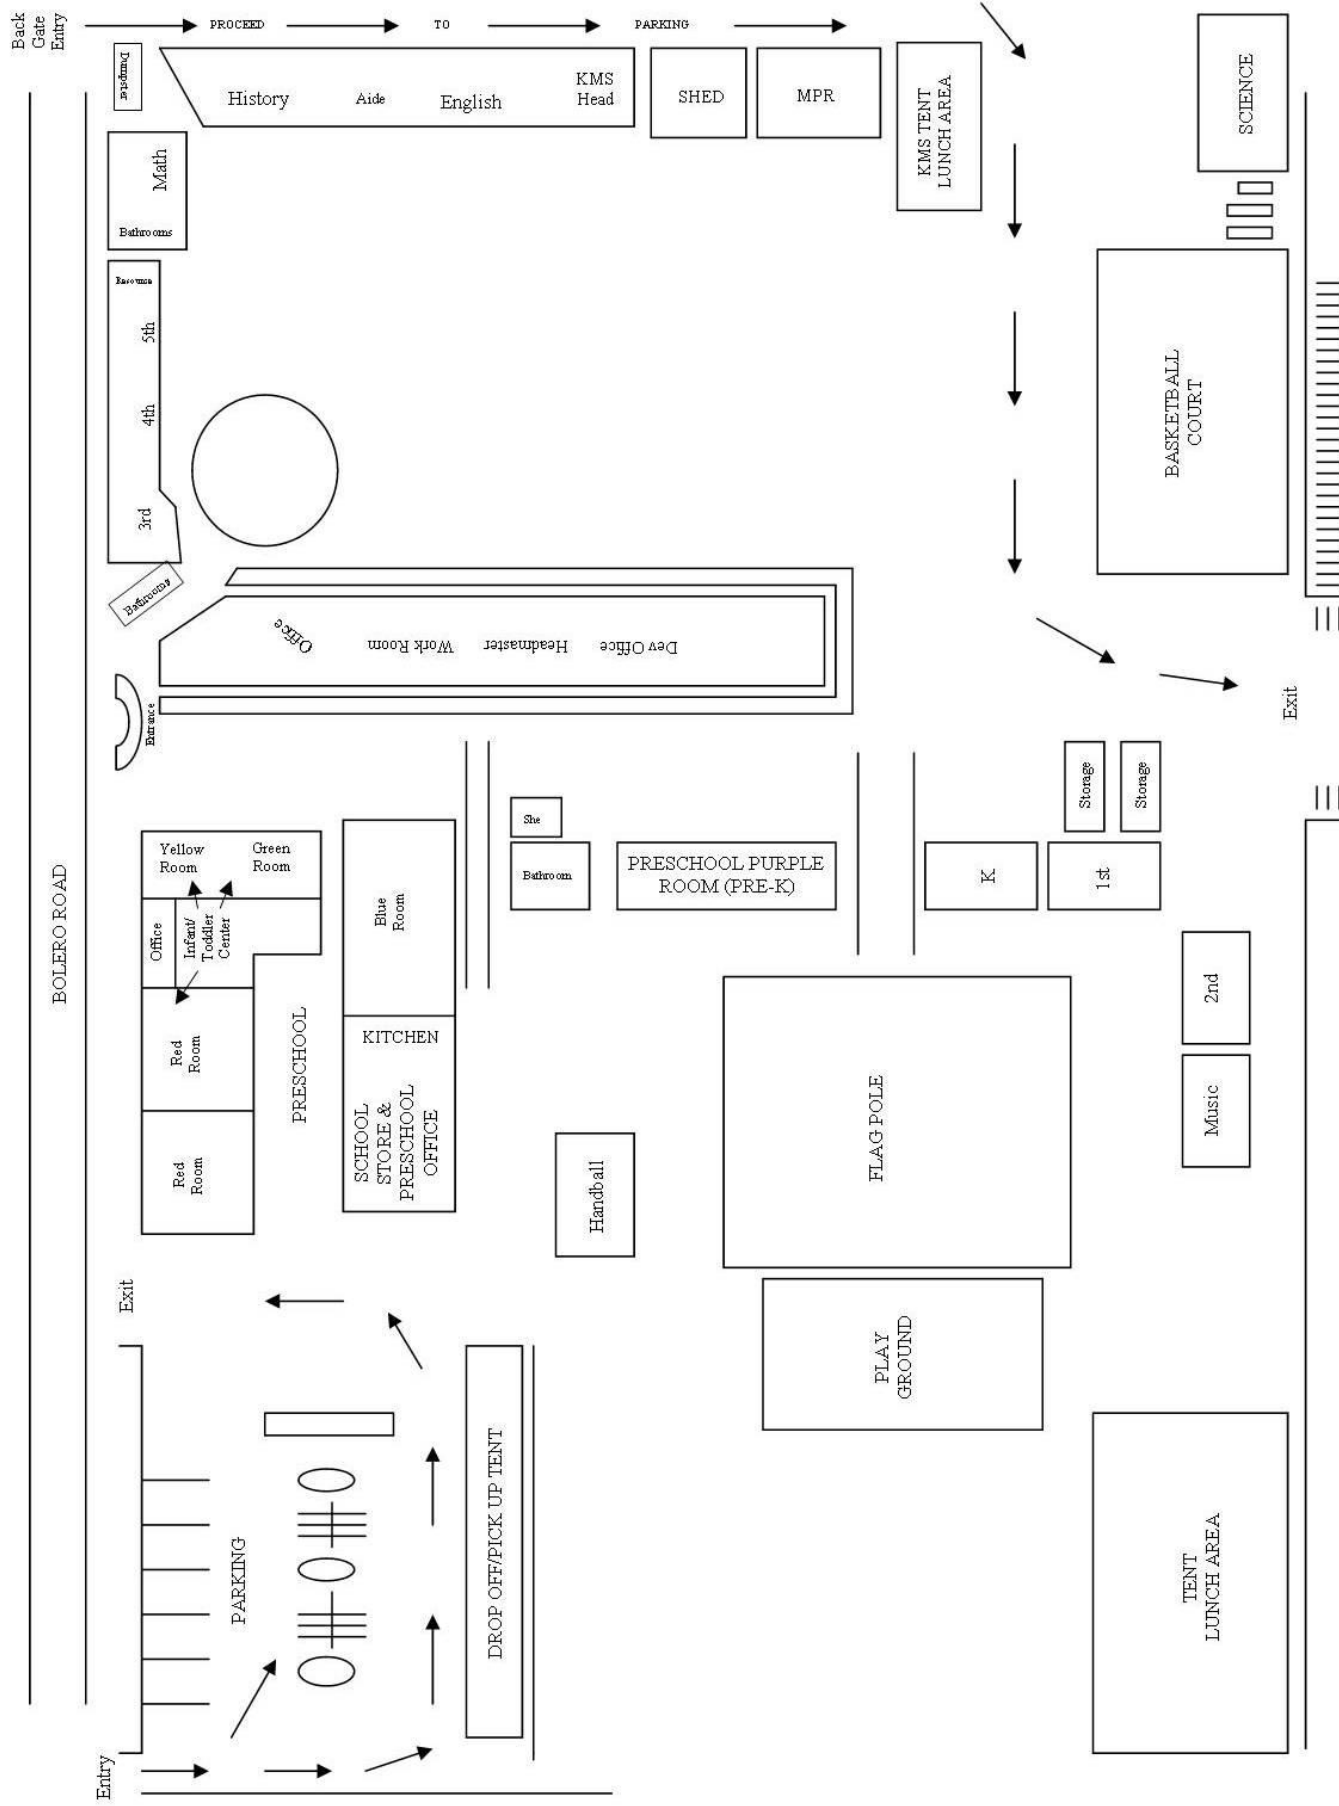 Back
Gate
Entry
PROCEED
TO
PARKING
Dumpster
History
Aide
English
KMS
Head
SHED
MPR
KMS TENT
LUNCH AREA
SCIENCE
Math
Bathrooms
Resource
5th
4th
3rd
Bathrooms
BASKETBALL
COURT
Office
Work Room
Headmaster
Dev Office
Entrance
Exit
Storage
Storage
She
Bathroom
PRESCHOOL PURPLE
ROOM (PRE-K)
K
1st
Yellow
Room
Green
Room
Office
Infant/
Toddler
Center
Blue
Room
BOLERO ROAD
Red
Room
PRESCHOOL
KITCHEN
SCHOOL
STORE &
PRESCHOOL
OFFICE
Red
Room
2nd
Music
FLAG POLE
Handball
Exit
PLAY
GROUND
PARKING
DROP OFF/PICK UP TENT
TENT
LUNCH AREA
Entry